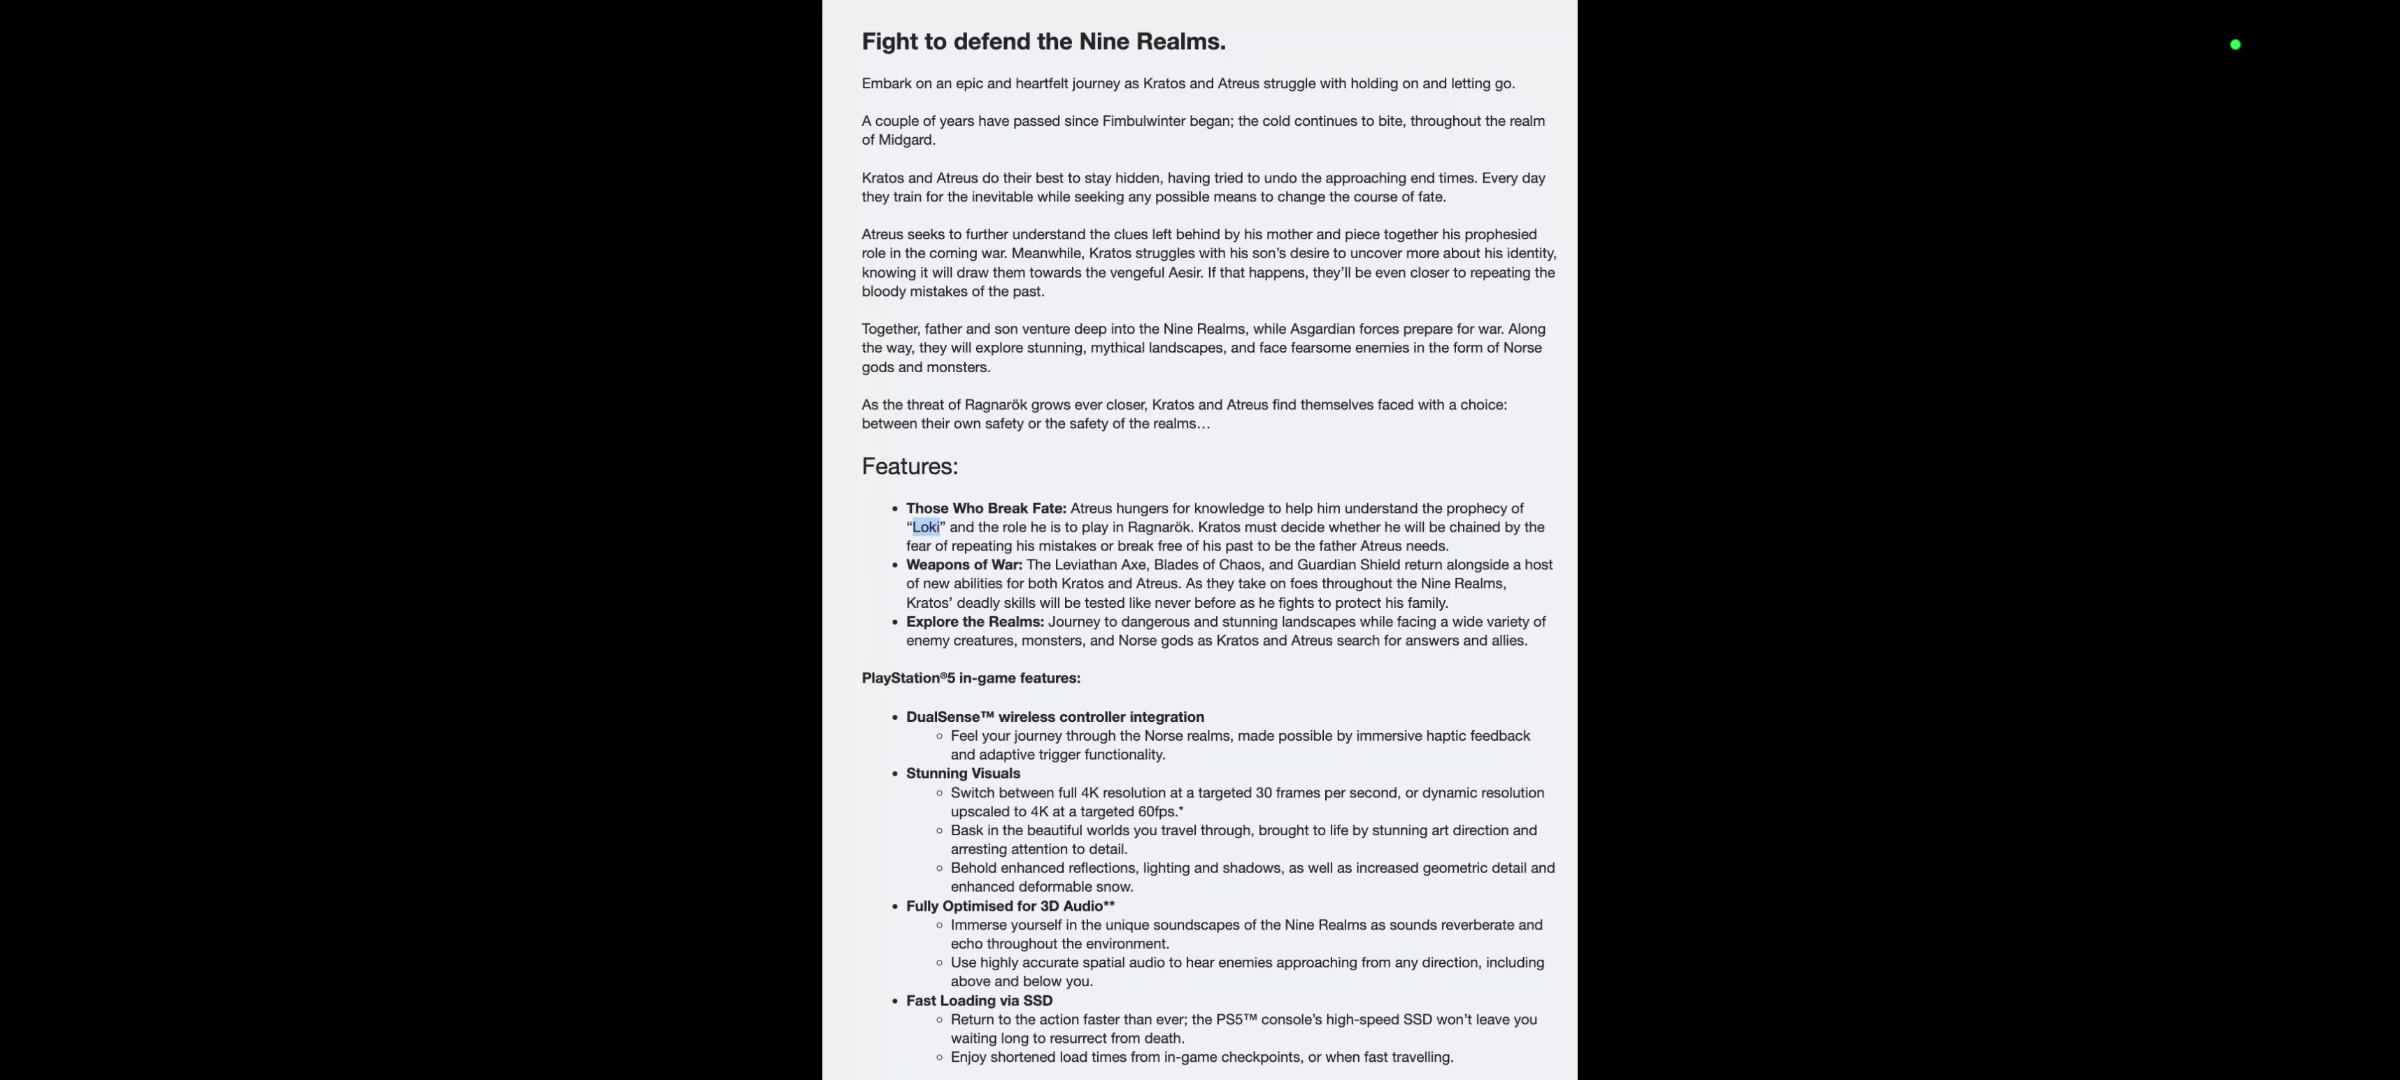 Fight to defend the Nine Realms.
Embark on an epic and heartfelt journey as Kratos and Atreus struggle with holding on and letting go.
A couple of years have passed since Fimbulwinter began; the cold continues to bite, throughout the realm
of Midgard.
Kratos and Atreus do their best to stay hidden, having tried to undo the approaching end times. Every day
they train for the inevitable while seeking any possible means to change the course of fate.
Atreus seeks to further understand the clues left behind by his mother and piece together his prophesied
role in the coming war. Meanwhile, Kratos struggles with his son’s desire to uncover more about his identity,
knowing it will draw them towards the vengeful Aesir. If that happens, they’ll be even closer to repeating the
bloody mistakes of the past.
Together, father and son venture deep into the Nine Realms, while Asgardian forces prepare for war. Along
the way, they will explore stunning, mythical landscapes, and face fearsome enemies in the form of Norse
gods and monsters.
As the threat of Ragnarök grows ever closer, Kratos and Atreus find themselves faced with a choice:
between their own safety or the safety of the realms…
Features:
• Those Who Break Fate: Atreus hungers for knowledge to help him understand the prophecy of
“Loki” and the role he is to play in Ragnarök. Kratos must decide whether he will be chained by the
fear of repeating his mistakes or break free of his past to be the father Atreus needs.
• Weapons of War: The Leviathan Axe, Blades of Chaos, and Guardian Shield return alongside a host
of new abilities for both Kratos and Atreus. As they take on foes throughout the Nine Realms,
Kratos’ deadly skills will be tested like never before as he fights to protect his family.
• Explore the Realms: Journey to dangerous and stunning landscapes while facing a wide variety of
enemy creatures, monsters, and Norse gods as Kratos and Atreus search for answers and allies.
PlayStation®5 in-game features:
• DualSense™ wireless controller integration
◦ Feel your journey through the Norse realms, made possible by immersive haptic feedback
and adaptive trigger functionality.
• Stunning Visuals
◦ Switch between full 4K resolution at a targeted 30 frames per second, or dynamic resolution
upscaled to 4K at a targeted 60fps.*
◦ Bask in the beautiful worlds you travel through, brought to life by stunning art direction and
arresting attention to detail.
◦ Behold enhanced reflections, lighting and shadows, as well as increased geometric detail and
enhanced deformable snow.
• Fully Optimised for 3D Audio**
◦ Immerse yourself in the unique soundscapes of the Nine Realms as sounds reverberate and
echo throughout the environment.
◦ Use highly accurate spatial audio to hear enemies approaching from any direction, including
above and below you.
• Fast Loading via SSD
◦ Return to the action faster than ever; the PS5™ console’s high-speed SSD won’t leave you
waiting long to resurrect from death.
◦ Enjoy shortened load times from in-game checkpoints, or when fast travelling.